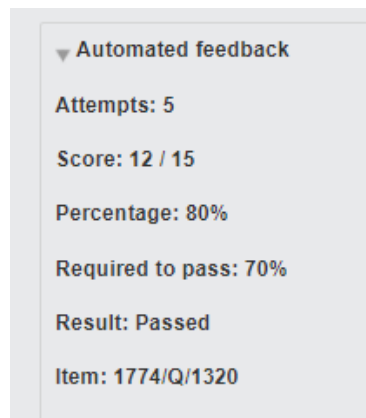 Automated feedback
Attempts: 5
Score: 12 / 15
Percentage: 80%
Required to pass: 70%
Result: Passed
Item: 1774/Q/1320